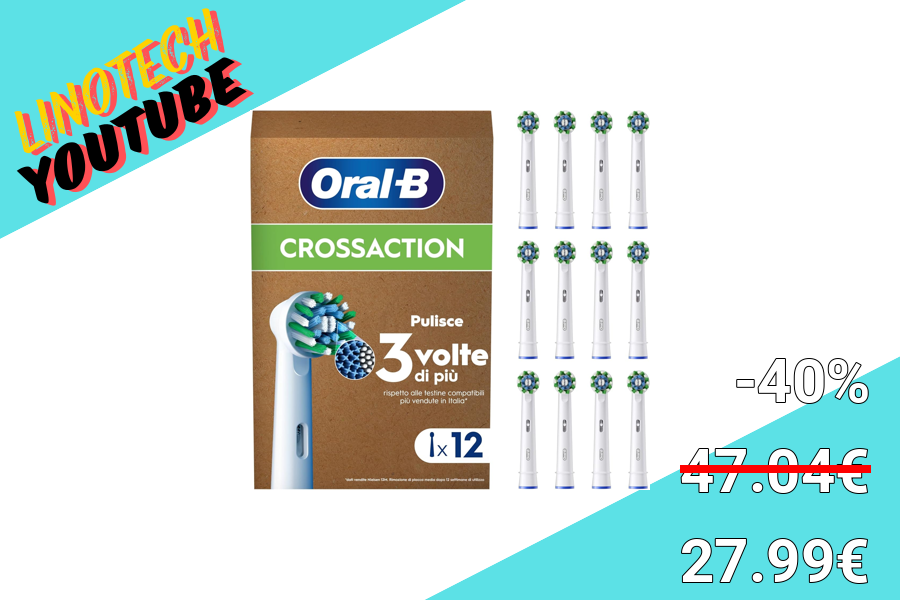 LINOTECH
YOUTUBE
Oral-B
CROSSACTION
Pulisce
3 volte
di più
rispetto alle testine compatibili
più vendute in Italia*
x12
-40%
47.04€
27.99€